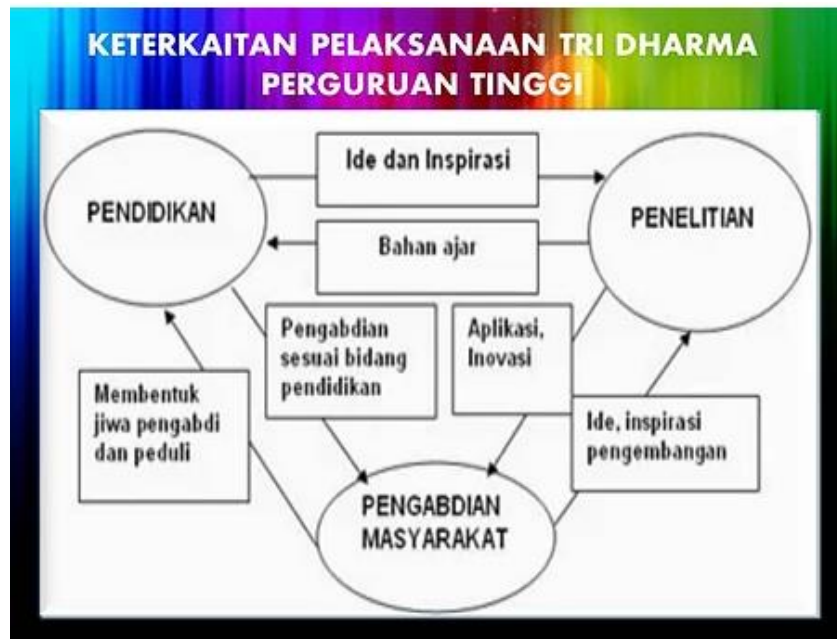 KETERKAITAN PELAKSANAAN TRI DHARMA
PERGURUAN TINGGI
Ide dan Inspirasi
PENDIDIKAN
PENELITIAN
Bahan ajar
Pengabdian
sesuai bidang
pendidikan
Aplikasi,
Inovasi
Membentuk
jiwa pengabdi
dan peduli
Ide, inspirasi
pengembangan
PENGABDIAN
MASYARAKAT